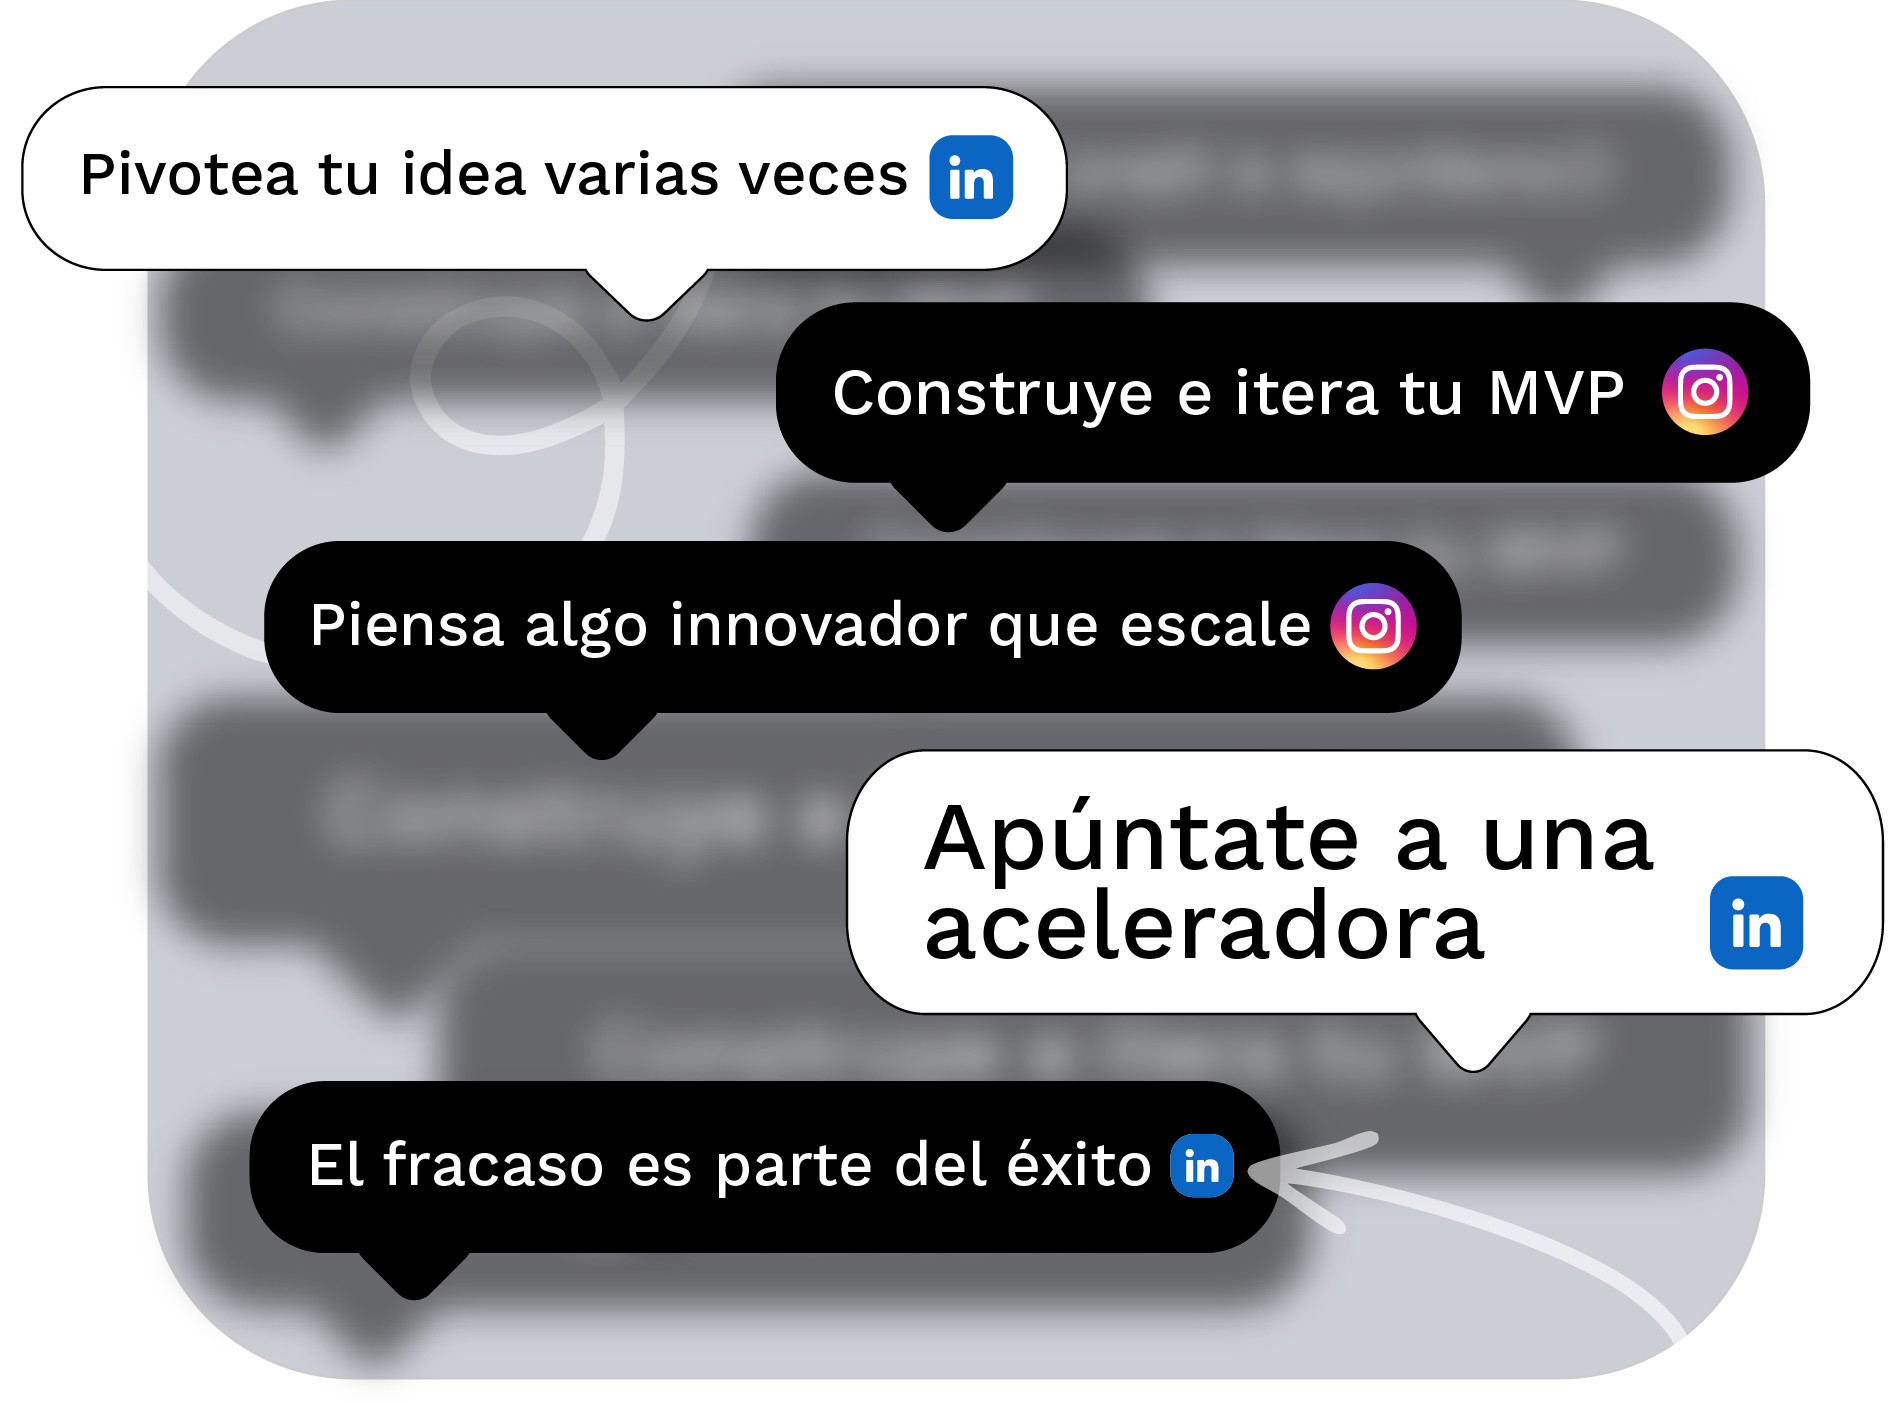 Pivotea tu idea varias veces
Construye e itera tu MVP
Piensa algo innovador que escale
Apúntate a una
aceleradora
El fracaso es parte del éxito